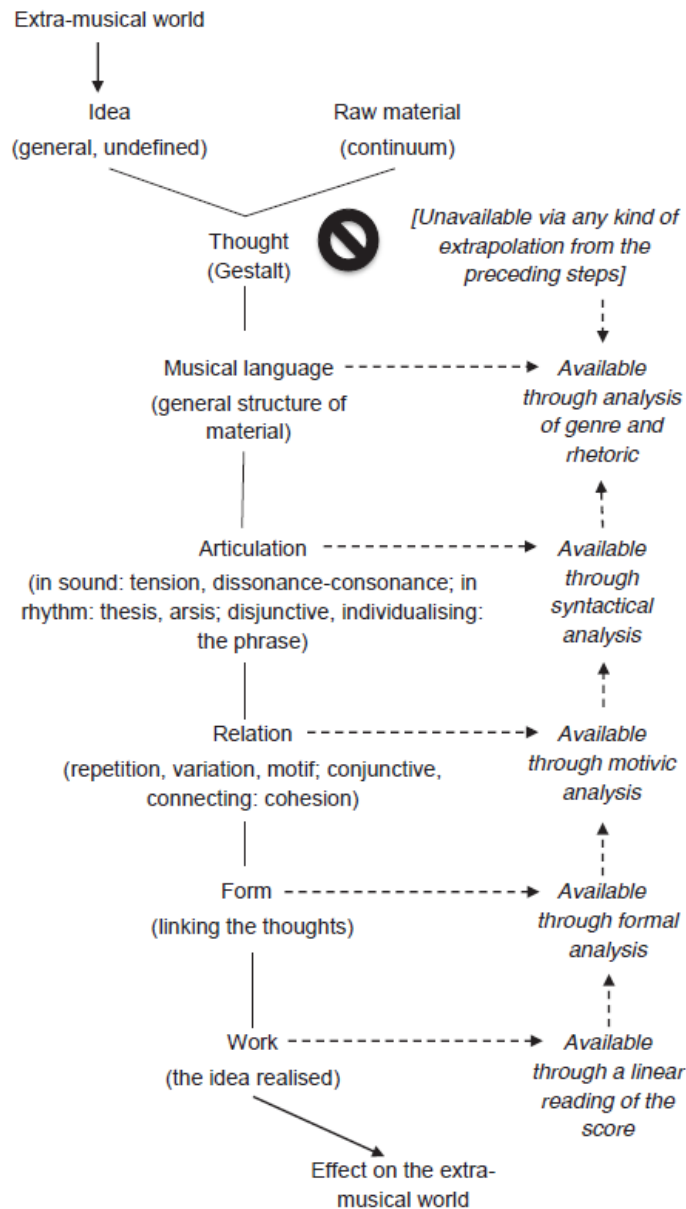 Extra-musical world
Idea
(general, undefined)
Raw material
(continuum)
Thought
(Gestalt)
[Unavailable via any kind of
extrapolation from the
preceding steps]
Musical language
(general structure of
material)
Available
through analysis
of genre and
rhetoric
Articulation
(in sound: tension, dissonance-consonance; in
rhythm: thesis, arsis; disjunctive, individualising:
the phrase)
Available
through
syntactical
analysis
Relation
(repetition, variation, motif; conjunctive,
connecting: cohesion)
Available
through motivic
analysis
Form
(linking the thoughts)
Available
through formal
analysis
Work
(the idea realised)
Available
through a linear
reading of the
score
Effect on the extra-
musical world